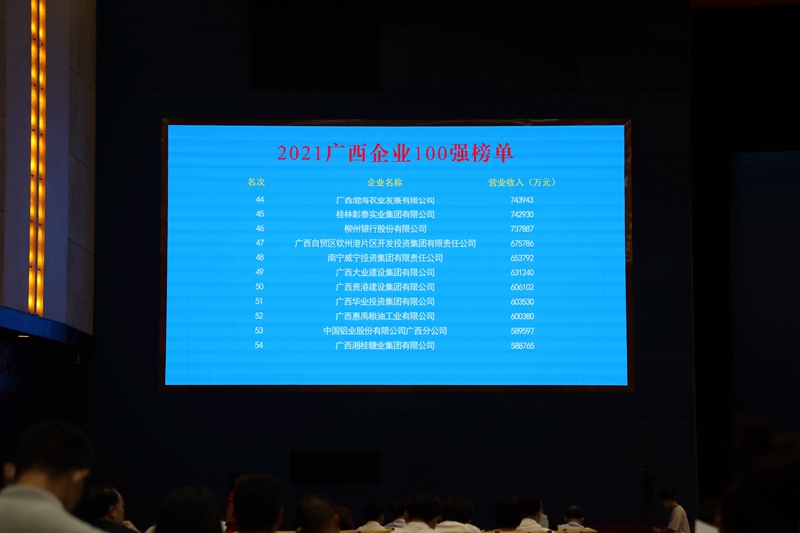 2021广西企业100强榜单
名次 企业名称 营业收入（万元）
44 广西渤海农业发展有限公司 743943
45 桂林彰泰实业集团有限公司 742930
46 柳州银行股份有限公司 737887
47 广西自贸区钦州港片区开发投资集团有限责任公司 675786
48 南宁威宁投资集团有限责任公司 653792
49 广西大业建设集团有限公司 631240
50 广西贵港建设集团有限公司 606102
51 广西华业投资集团有限公司 603530
52 广西惠禹粮油工业有限公司 600380
53 中国铝业股份有限公司广西分公司 589597
54 广西湘桂糖业集团有限公司 588765